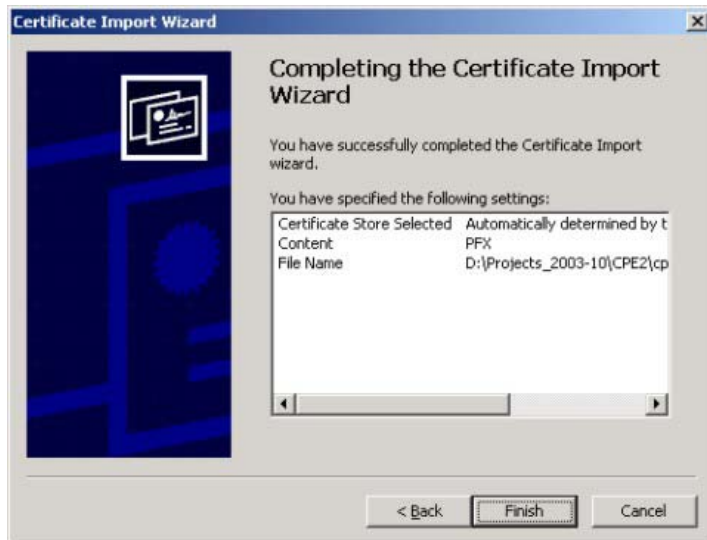 Certificate Import Wizard
Completing the Certificate Import
Wizard
You have successfully completed the Certificate Import
wizard.
You have specified the following settings:
Certificate Store Selected Automatically determined by t
Content PFX
File Name D:\Projects_2003-10\CPE2\cp
< Back Finish Cancel